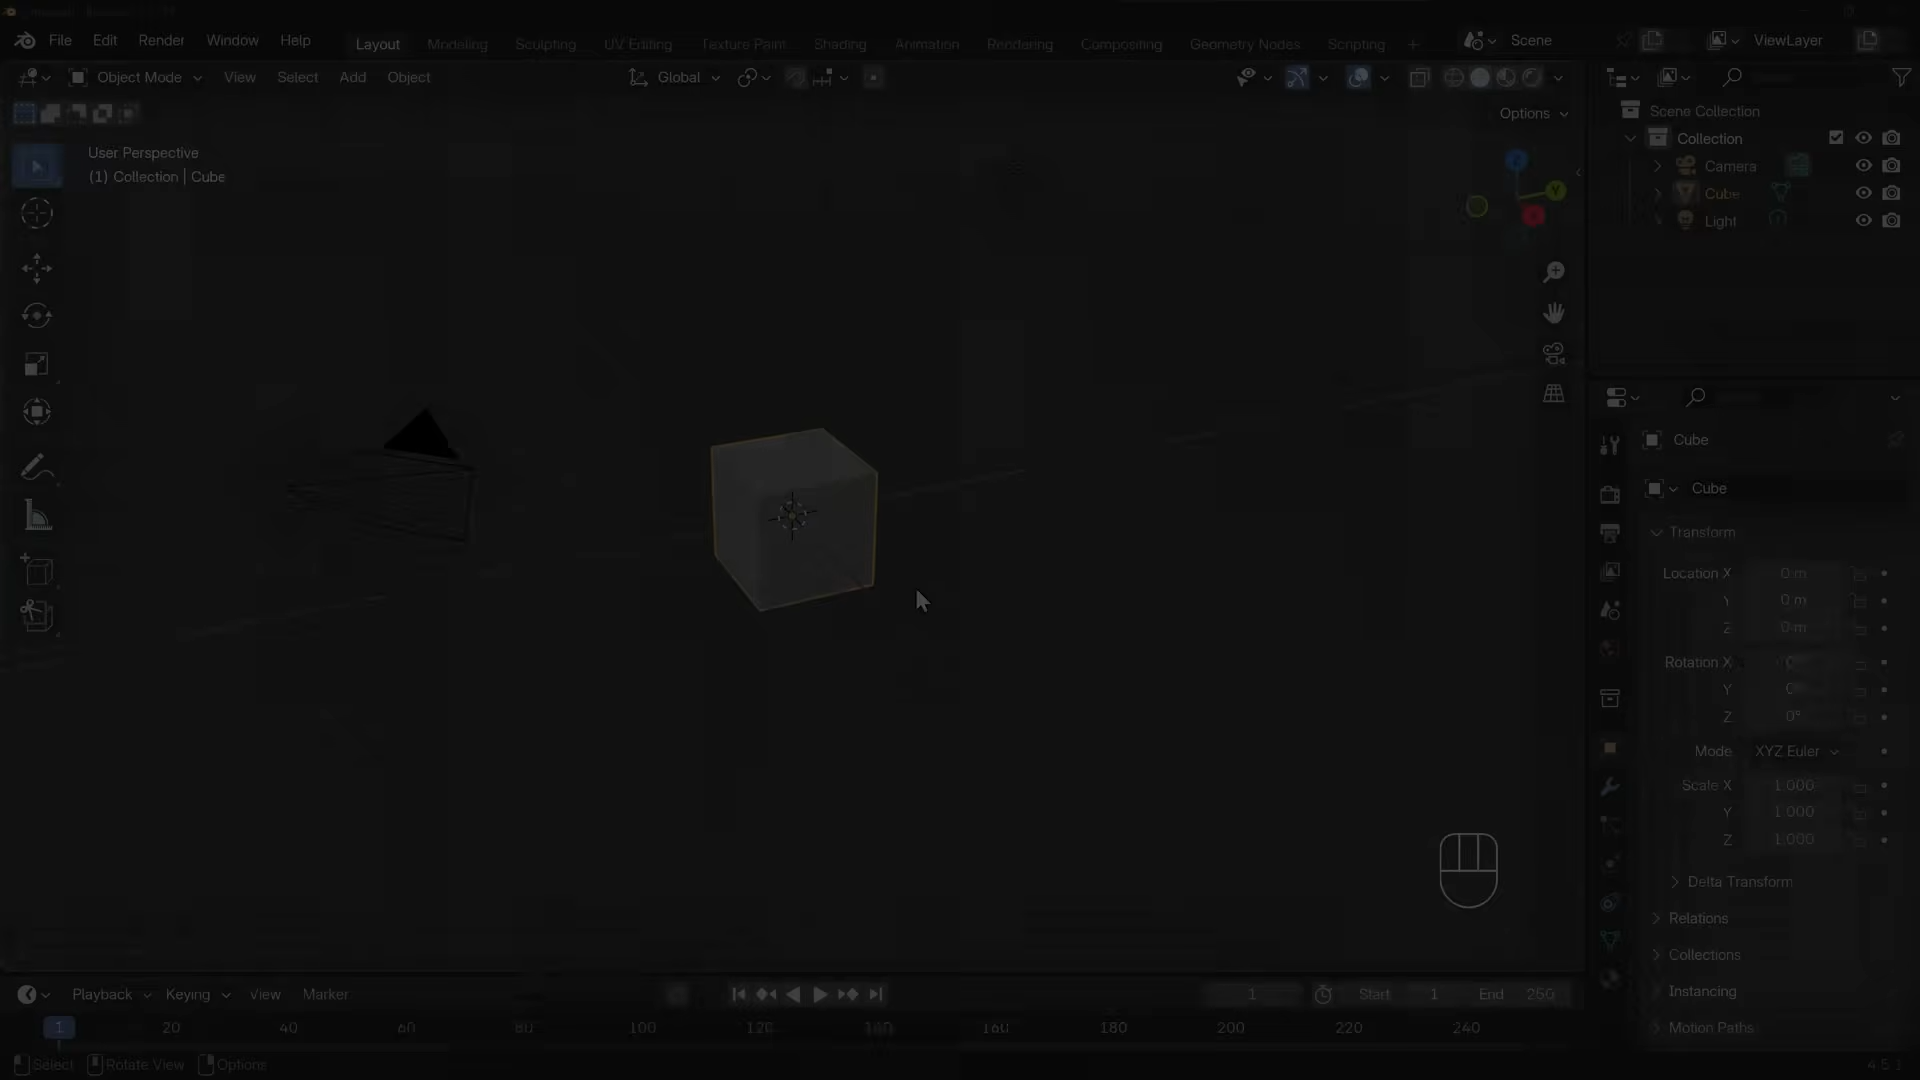 File Edit Render Window Help Layout Modeling Sculpting UV Editing Texture Paint Shading Animation Rendering Compositing Geometry Nodes Scripting + Scene ViewLayer
Object Mode View Select Add Object Global
Options
User Perspective
(1) Collection | Cube
Z
Y
X
Scene Collection
Collection
Camera
Cube
Light
Cube
Cube
Transform
Location X 0 m
Y 0 m
Z 0 m
Rotation X
Y
Z 0°
Mode XYZ Euler
Scale X 1.000
Y 1.000
Z 1.000
Delta Transform
Relations
Collections
Instancing
Motion Paths
Playback Keying View Marker 1 Start 1 End 250
1 20 40 60 80 100 120 140 160 180 200 220 240
Select Rotate View Options